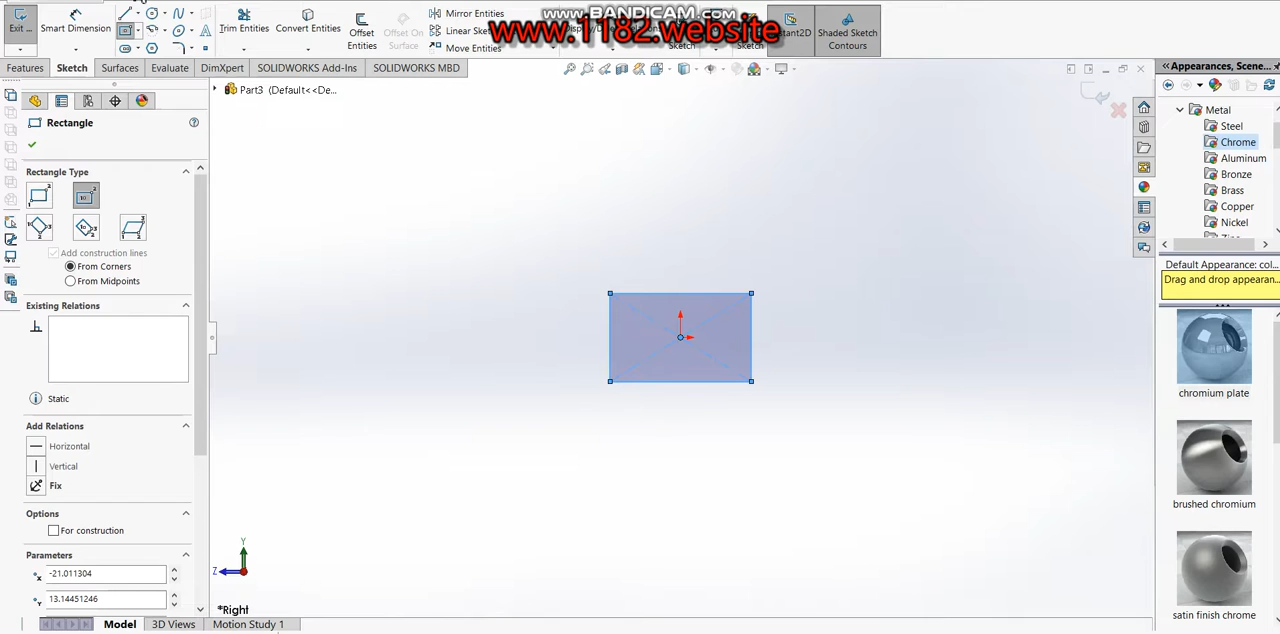 www.BANDICAM.com
www.1182.website
Exit ...
Smart Dimension
Trim Entities
Convert Entities
Offset
Entities
Offset On
Surface
Mirror Entities
Linear Sket
Move Entities
Sketch
Sketch
Instant2D
Shaded Sketch
Contours
Features
Sketch
Surfaces
Evaluate
DimXpert
SOLIDWORKS Add-Ins
SOLIDWORKS MBD
Part3 (Default<<De...
Rectangle
Rectangle Type
Add construction lines
From Corners
From Midpoints
Existing Relations
Static
Add Relations
Horizontal
Vertical
Fix
Options
For construction
Parameters
-21.011304
13.14451246
Y
Z
*Right
Model
3D Views
Motion Study 1
Appearances, Scene...
Metal
Steel
Chrome
Aluminum
Bronze
Brass
Copper
Nickel
Default Appearance: col...
Drag and drop appearan...
chromium plate
brushed chromium
satin finish chrome